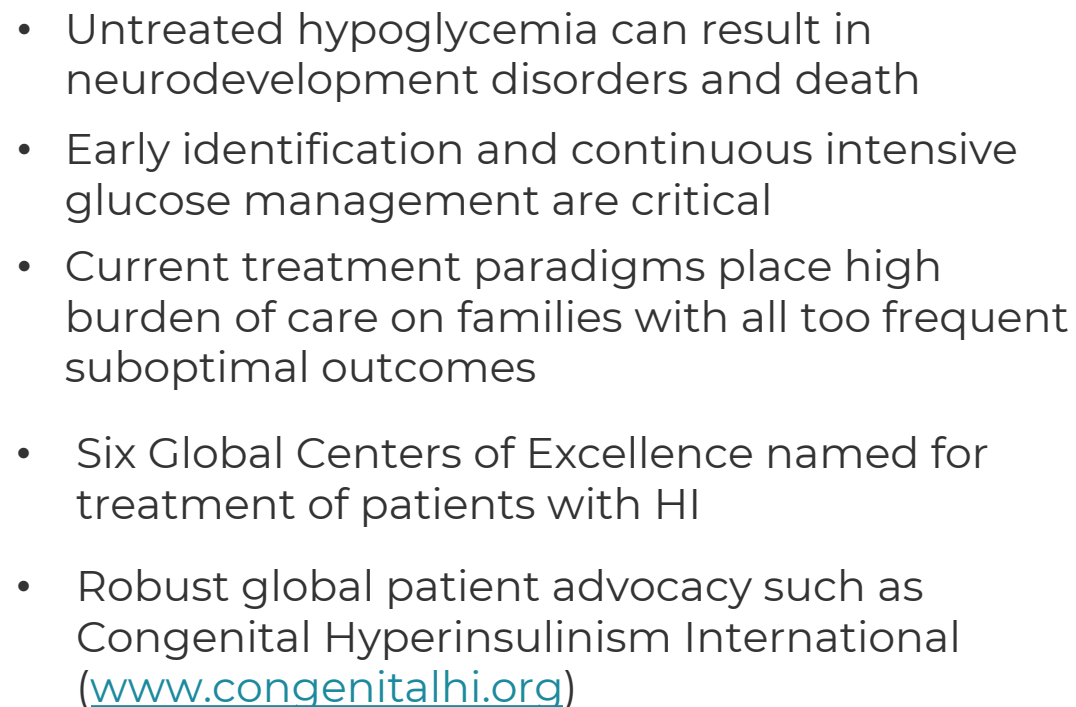 • Untreated hypoglycemia can result in
neurodevelopment disorders and death
• Early identification and continuous intensive
glucose management are critical
• Current treatment paradigms place high
burden of care on families with all too frequent
suboptimal outcomes
• Six Global Centers of Excellence named for
treatment of patients with HI
• Robust global patient advocacy such as
Congenital Hyperinsulinism International
(www.congenitalhi.org)